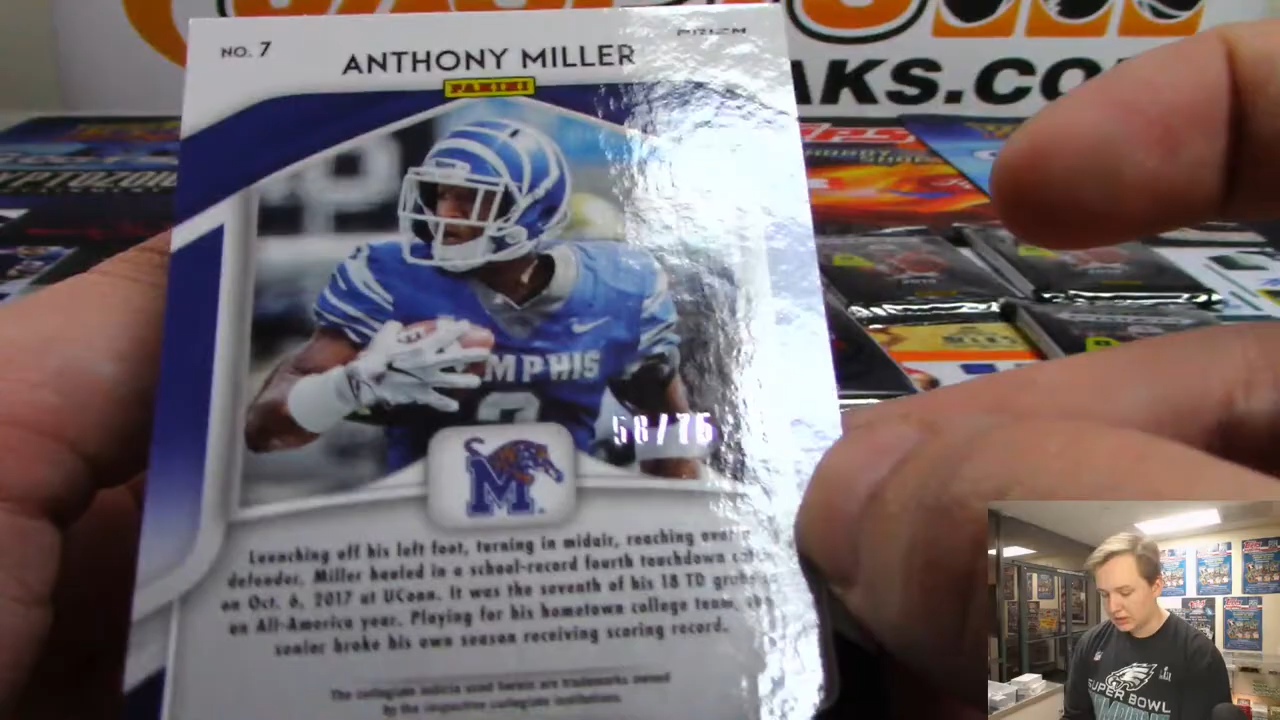 AKS.CO
NO. 7
ANTHONY MILLER
PRIZM
PANINI
MPHIS
58/75
M
Launching off his left foot, turning in midair, reaching over
defender, Miller hauled in a school-record fourth touchdown
on Oct. 6, 2017 at UConn. It was the seventh of his 18 TD
an All-America year. Playing for his hometown college team,
senior broke his own season receiving scoring record.
The collegiate indicia used herein are trademarks owned
by the respective collegiate institutions.
SUPER BOWL
LII